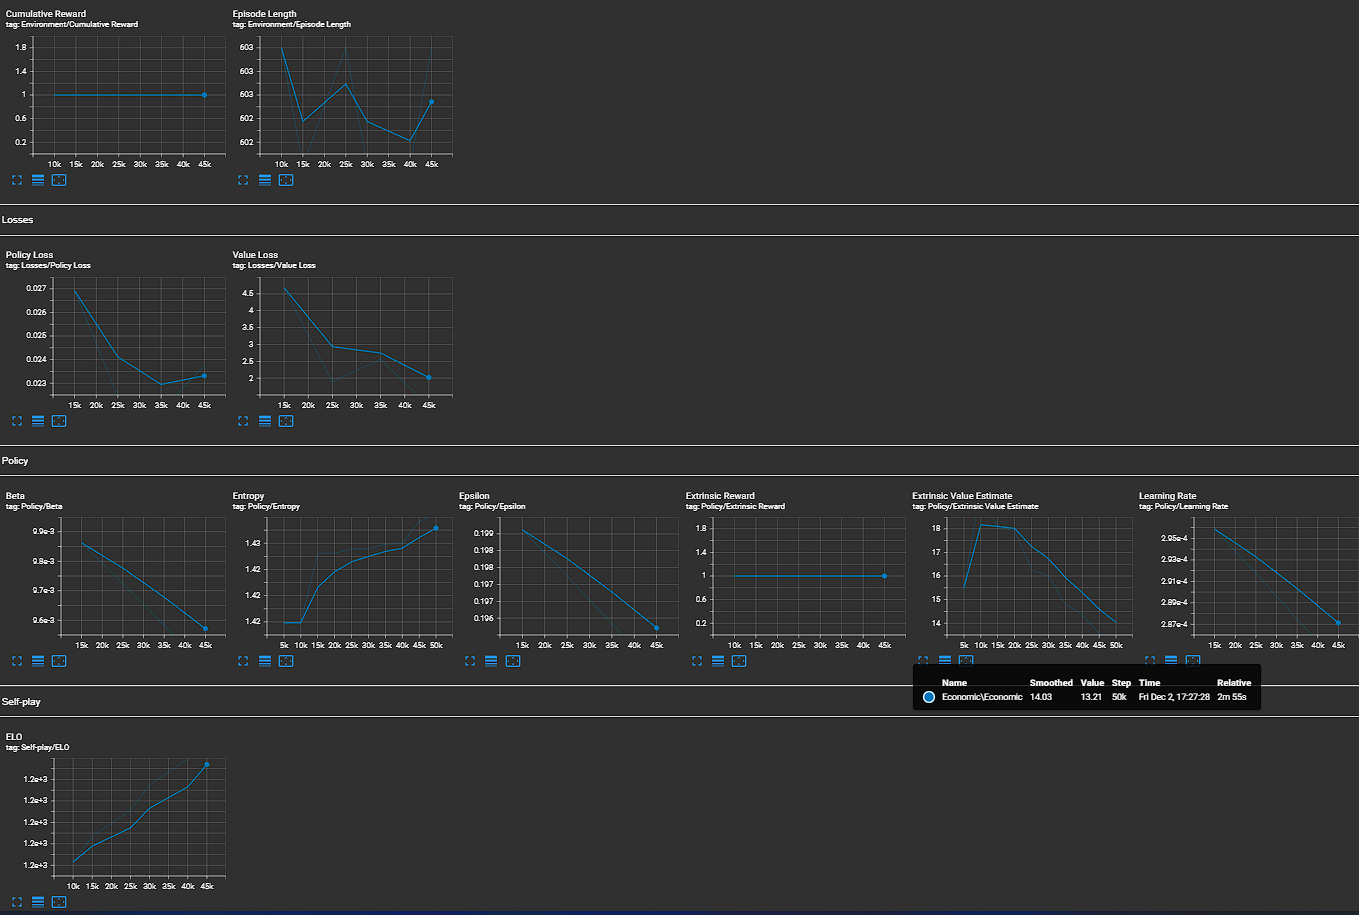 Cumulative Reward
tag: Environment/Cumulative Reward
1.8
1.4
1
0.6
0.2
10k 15k 20k 25k 30k 35k 40k 45k
Episode Length
tag: Environment/Episode Length
603
603
603
602
602
10k 15k 20k 25k 30k 35k 40k 45k
Losses
Policy Loss
tag: Losses/Policy Loss
0.027
0.026
0.025
0.024
0.023
15k 20k 25k 30k 35k 40k 45k
Value Loss
tag: Losses/Value Loss
4.5
4
3.5
3
2.5
2
15k 20k 25k 30k 35k 40k 45k
Policy
Beta
tag: Policy/Beta
9.9e-3
9.8e-3
9.7e-3
9.6e-3
15k 20k 25k 30k 35k 40k 45k
Entropy
tag: Policy/Entropy
1.43
1.42
1.42
1.42
5k 10k 15k 20k 25k 30k 35k 40k 45k 50k
Epsilon
tag: Policy/Epsilon
0.199
0.198
0.198
0.197
0.197
0.196
15k 20k 25k 30k 35k 40k 45k
Extrinsic Reward
tag: Policy/Extrinsic Reward
1.8
1.4
1
0.6
0.2
10k 15k 20k 25k 30k 35k 40k 45k
Extrinsic Value Estimate
tag: Policy/Extrinsic Value Estimate
18
17
16
15
14
5k 10k 15k 20k 25k 30k 35k 40k 45k 50k
Learning Rate
tag: Policy/Learning Rate
2.95e-4
2.93e-4
2.91e-4
2.89e-4
2.87e-4
15k 20k 25k 30k 35k 40k 45k
Name Smoothed Value Step Time Relative
Economic\Economic 14.03 13.21 50k Fri Dec 2, 17:27:28 2m 55s
Self-play
ELO
tag: Self-play/ELO
1.2e+3
1.2e+3
1.2e+3
1.2e+3
1.2e+3
10k 15k 20k 25k 30k 35k 40k 45k